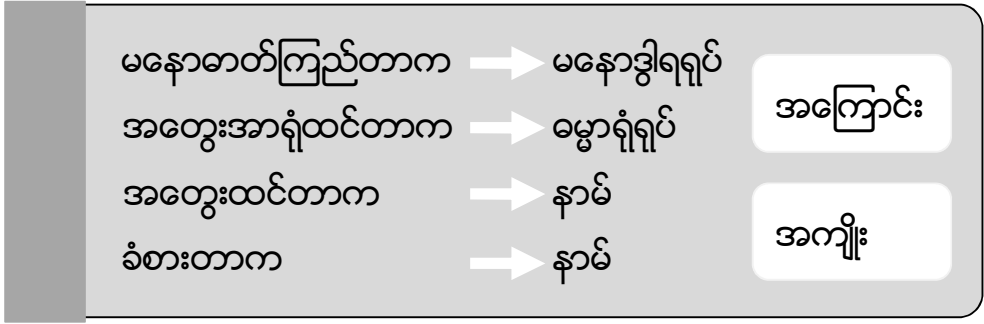 မနောဓာတ်ကြည်တာက မနောဒွါရရုပ်
အတွေးအာရုံထင်တာက ဓမ္မာရုံရုပ်
အကြောင်း
အတွေးထင်တာက နာမ်
ခံစားတာက နာမ်
အကျိုး